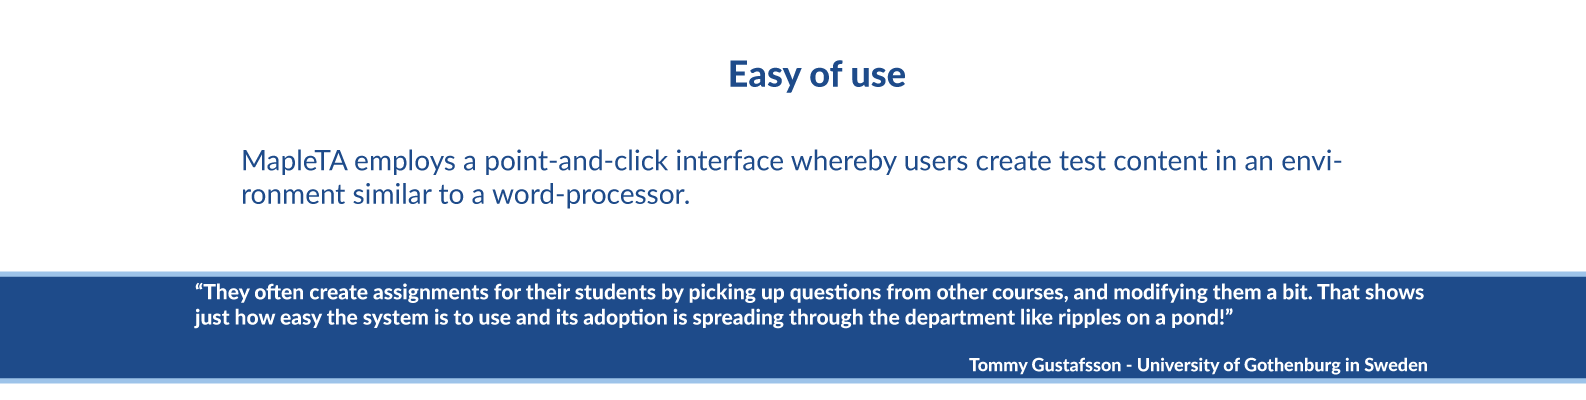 Easy of use
MapleTA employs a point-and-click interface whereby users create test content in an envi-
ronment similar to a word-processor.
“They often create assignments for their students by picking up questions from other courses, and modifying them a bit. That shows
just how easy the system is to use and its adoption is spreading through the department like ripples on a pond!”
Tommy Gustafsson - University of Gothenburg in Sweden